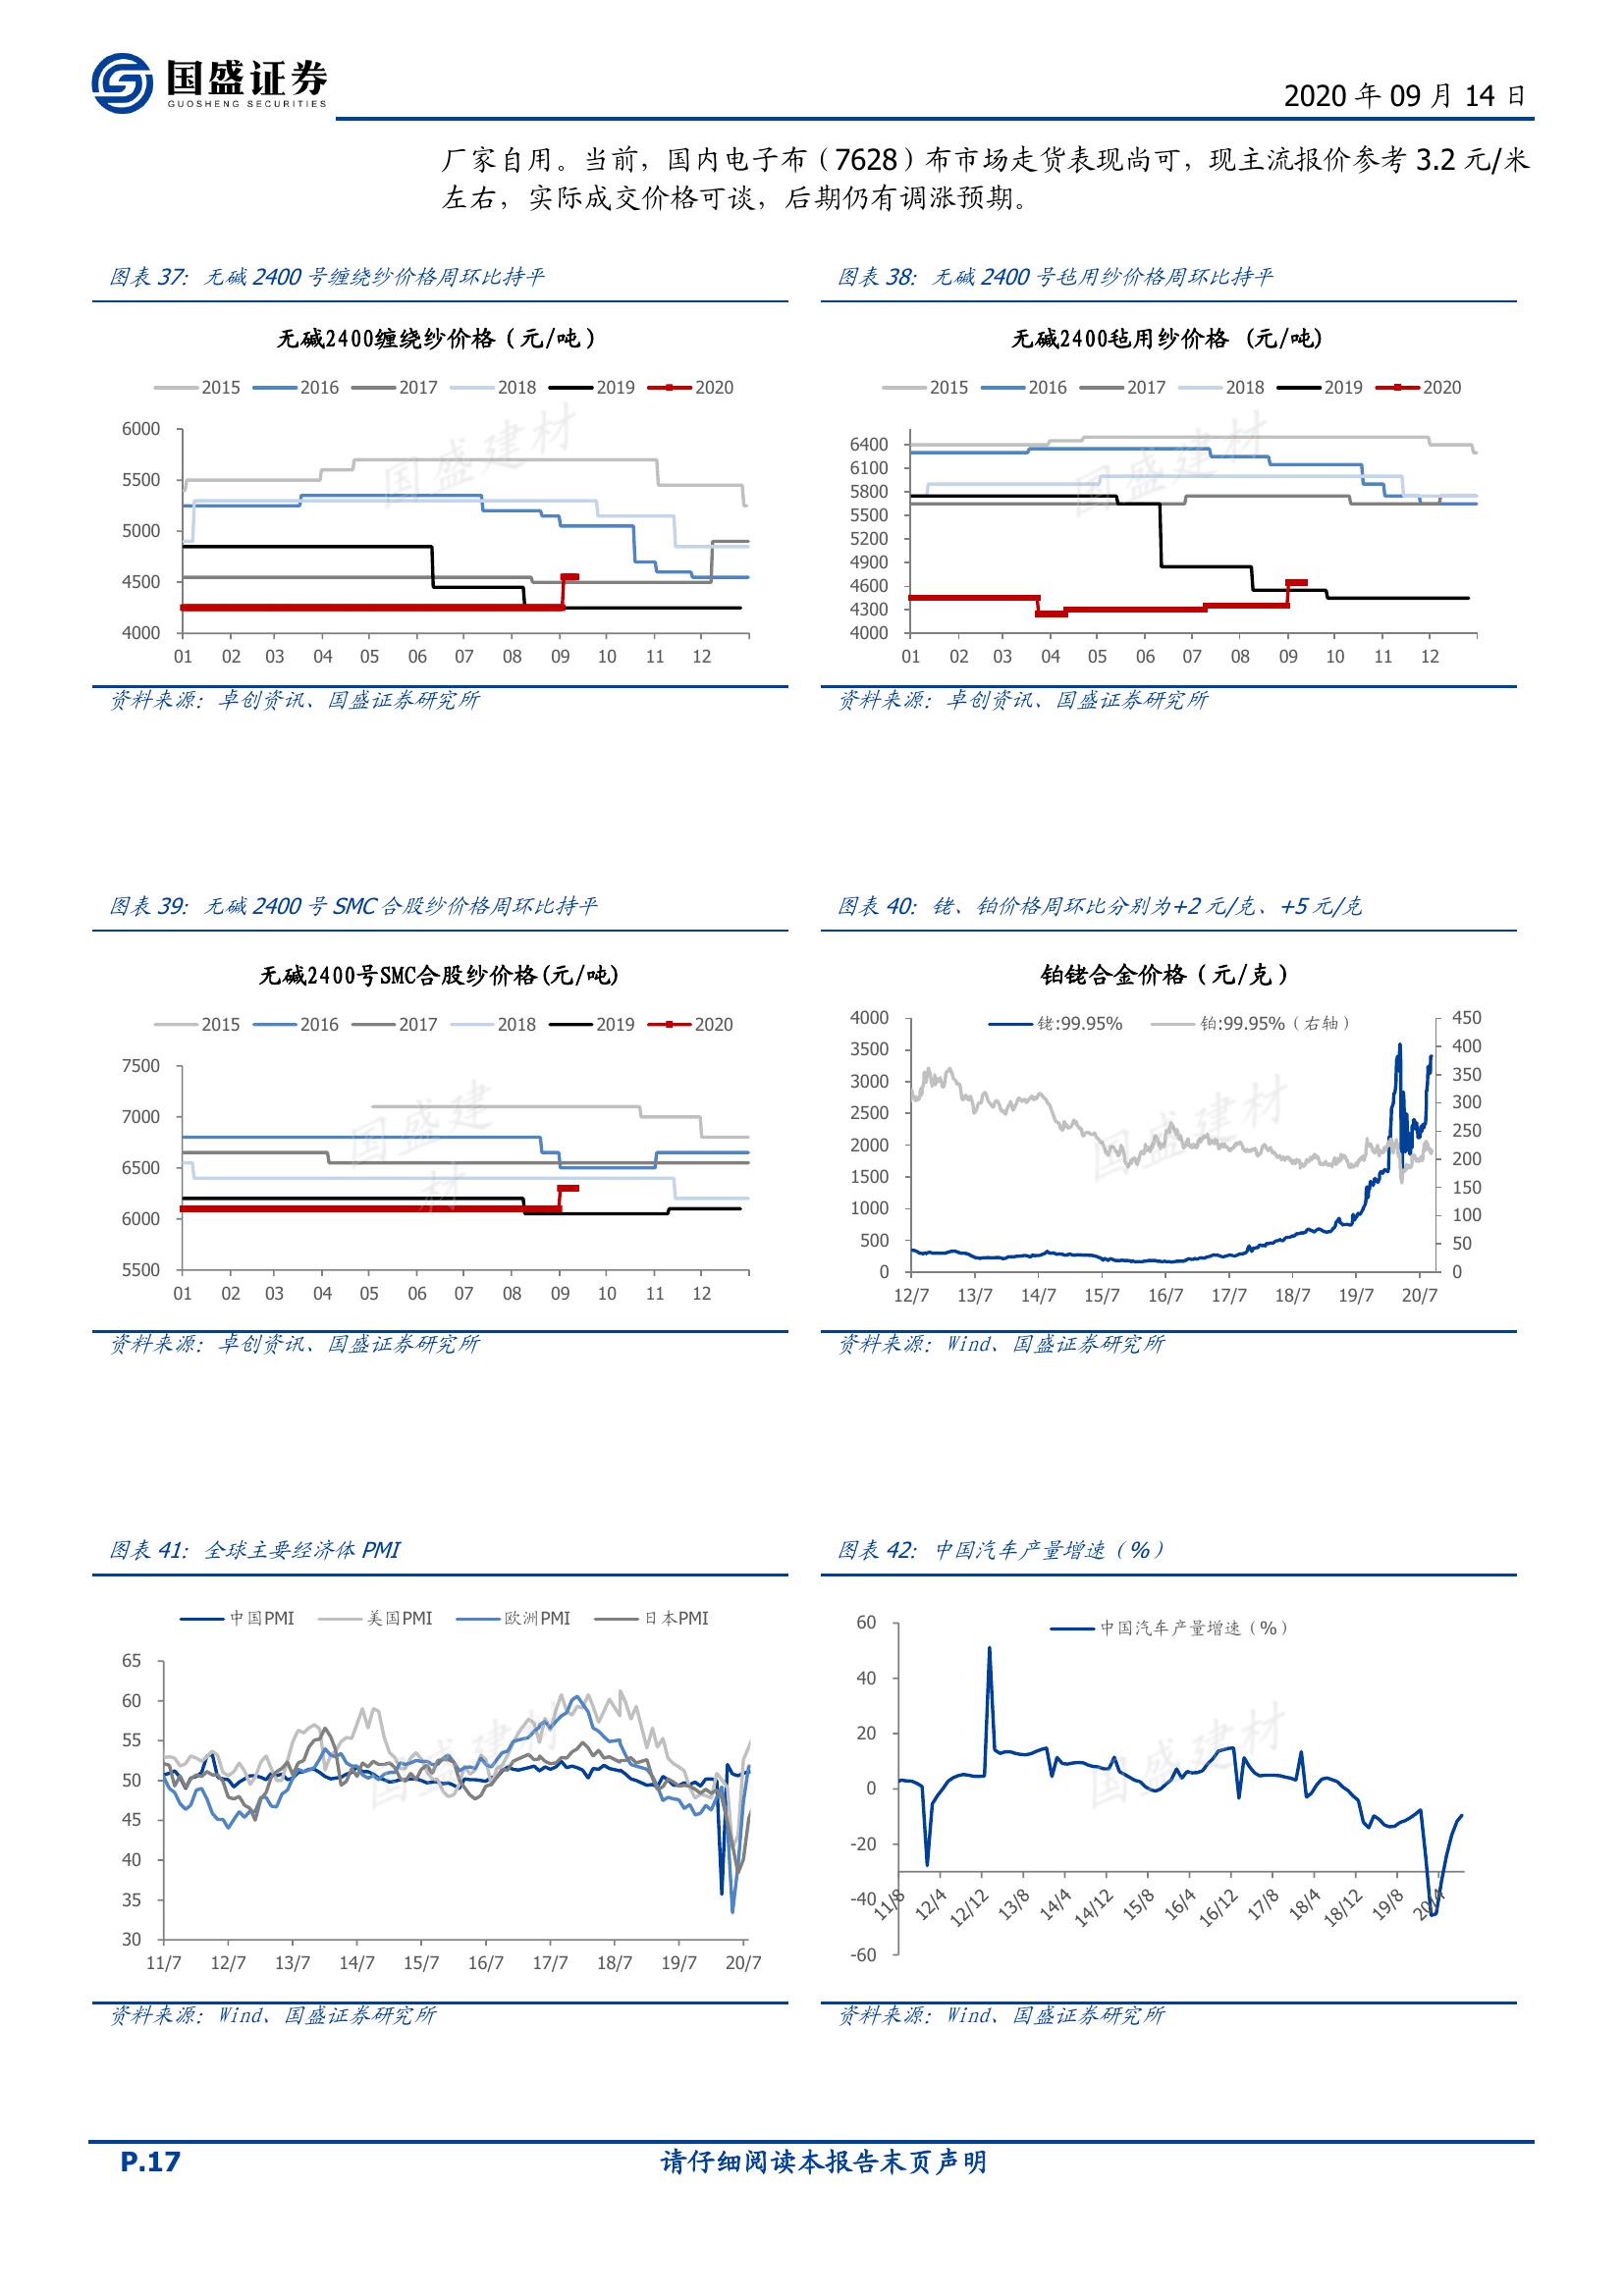 国盛证券
GUOSHENG SECURITIES
2020 年 09 月 14 日
厂家自用。当前，国内电子布（7628）布市场走货表现尚可，现主流报价参考 3.2 元/米
左右，实际成交价格可谈，后期仍有调涨预期。
图表 37：无碱 2400 号缠绕纱价格周环比持平
无碱2400缠绕纱价格（元/吨）
2015 2016 2017 2018 2019 2020
6000
5500
5000
4500
4000
01 02 03 04 05 06 07 08 09 10 11 12
国盛建材
资料来源：卓创资讯、国盛证券研究所
图表 38：无碱 2400 号毡用纱价格周环比持平
无碱2400毡用纱价格 (元/吨)
2015 2016 2017 2018 2019 2020
6400
6100
5800
5500
5200
4900
4600
4300
4000
01 02 03 04 05 06 07 08 09 10 11 12
国盛建材
资料来源：卓创资讯、国盛证券研究所
图表 39：无碱 2400 号 SMC 合股纱价格周环比持平
无碱2400号SMC合股纱价格(元/吨)
2015 2016 2017 2018 2019 2020
7500
7000
6500
6000
5500
01 02 03 04 05 06 07 08 09 10 11 12
国盛建
材
资料来源：卓创资讯、国盛证券研究所
图表 40：铑、铂价格周环比分别为+2 元/克、+5 元/克
铂铑合金价格（元/克）
铑:99.95% 铂:99.95%（右轴）
4000
3500
3000
2500
2000
1500
1000
500
0
450
400
350
300
250
200
150
100
50
0
12/7 13/7 14/7 15/7 16/7 17/7 18/7 19/7 20/7
国盛建材
资料来源：Wind、国盛证券研究所
图表 41：全球主要经济体 PMI
中国PMI 美国PMI 欧洲PMI 日本PMI
65
60
55
50
45
40
35
30
11/7 12/7 13/7 14/7 15/7 16/7 17/7 18/7 19/7 20/7
国盛建材
资料来源：Wind、国盛证券研究所
图表 42：中国汽车产量增速（%）
中国汽车产量增速（%）
60
40
20
0
-20
-40
-60
11/8 12/4 12/12 13/8 14/4 14/12 15/8 16/4 16/12 17/8 18/4 18/12 19/8 20/4
国盛建材
资料来源：Wind、国盛证券研究所
P.17
请仔细阅读本报告末页声明